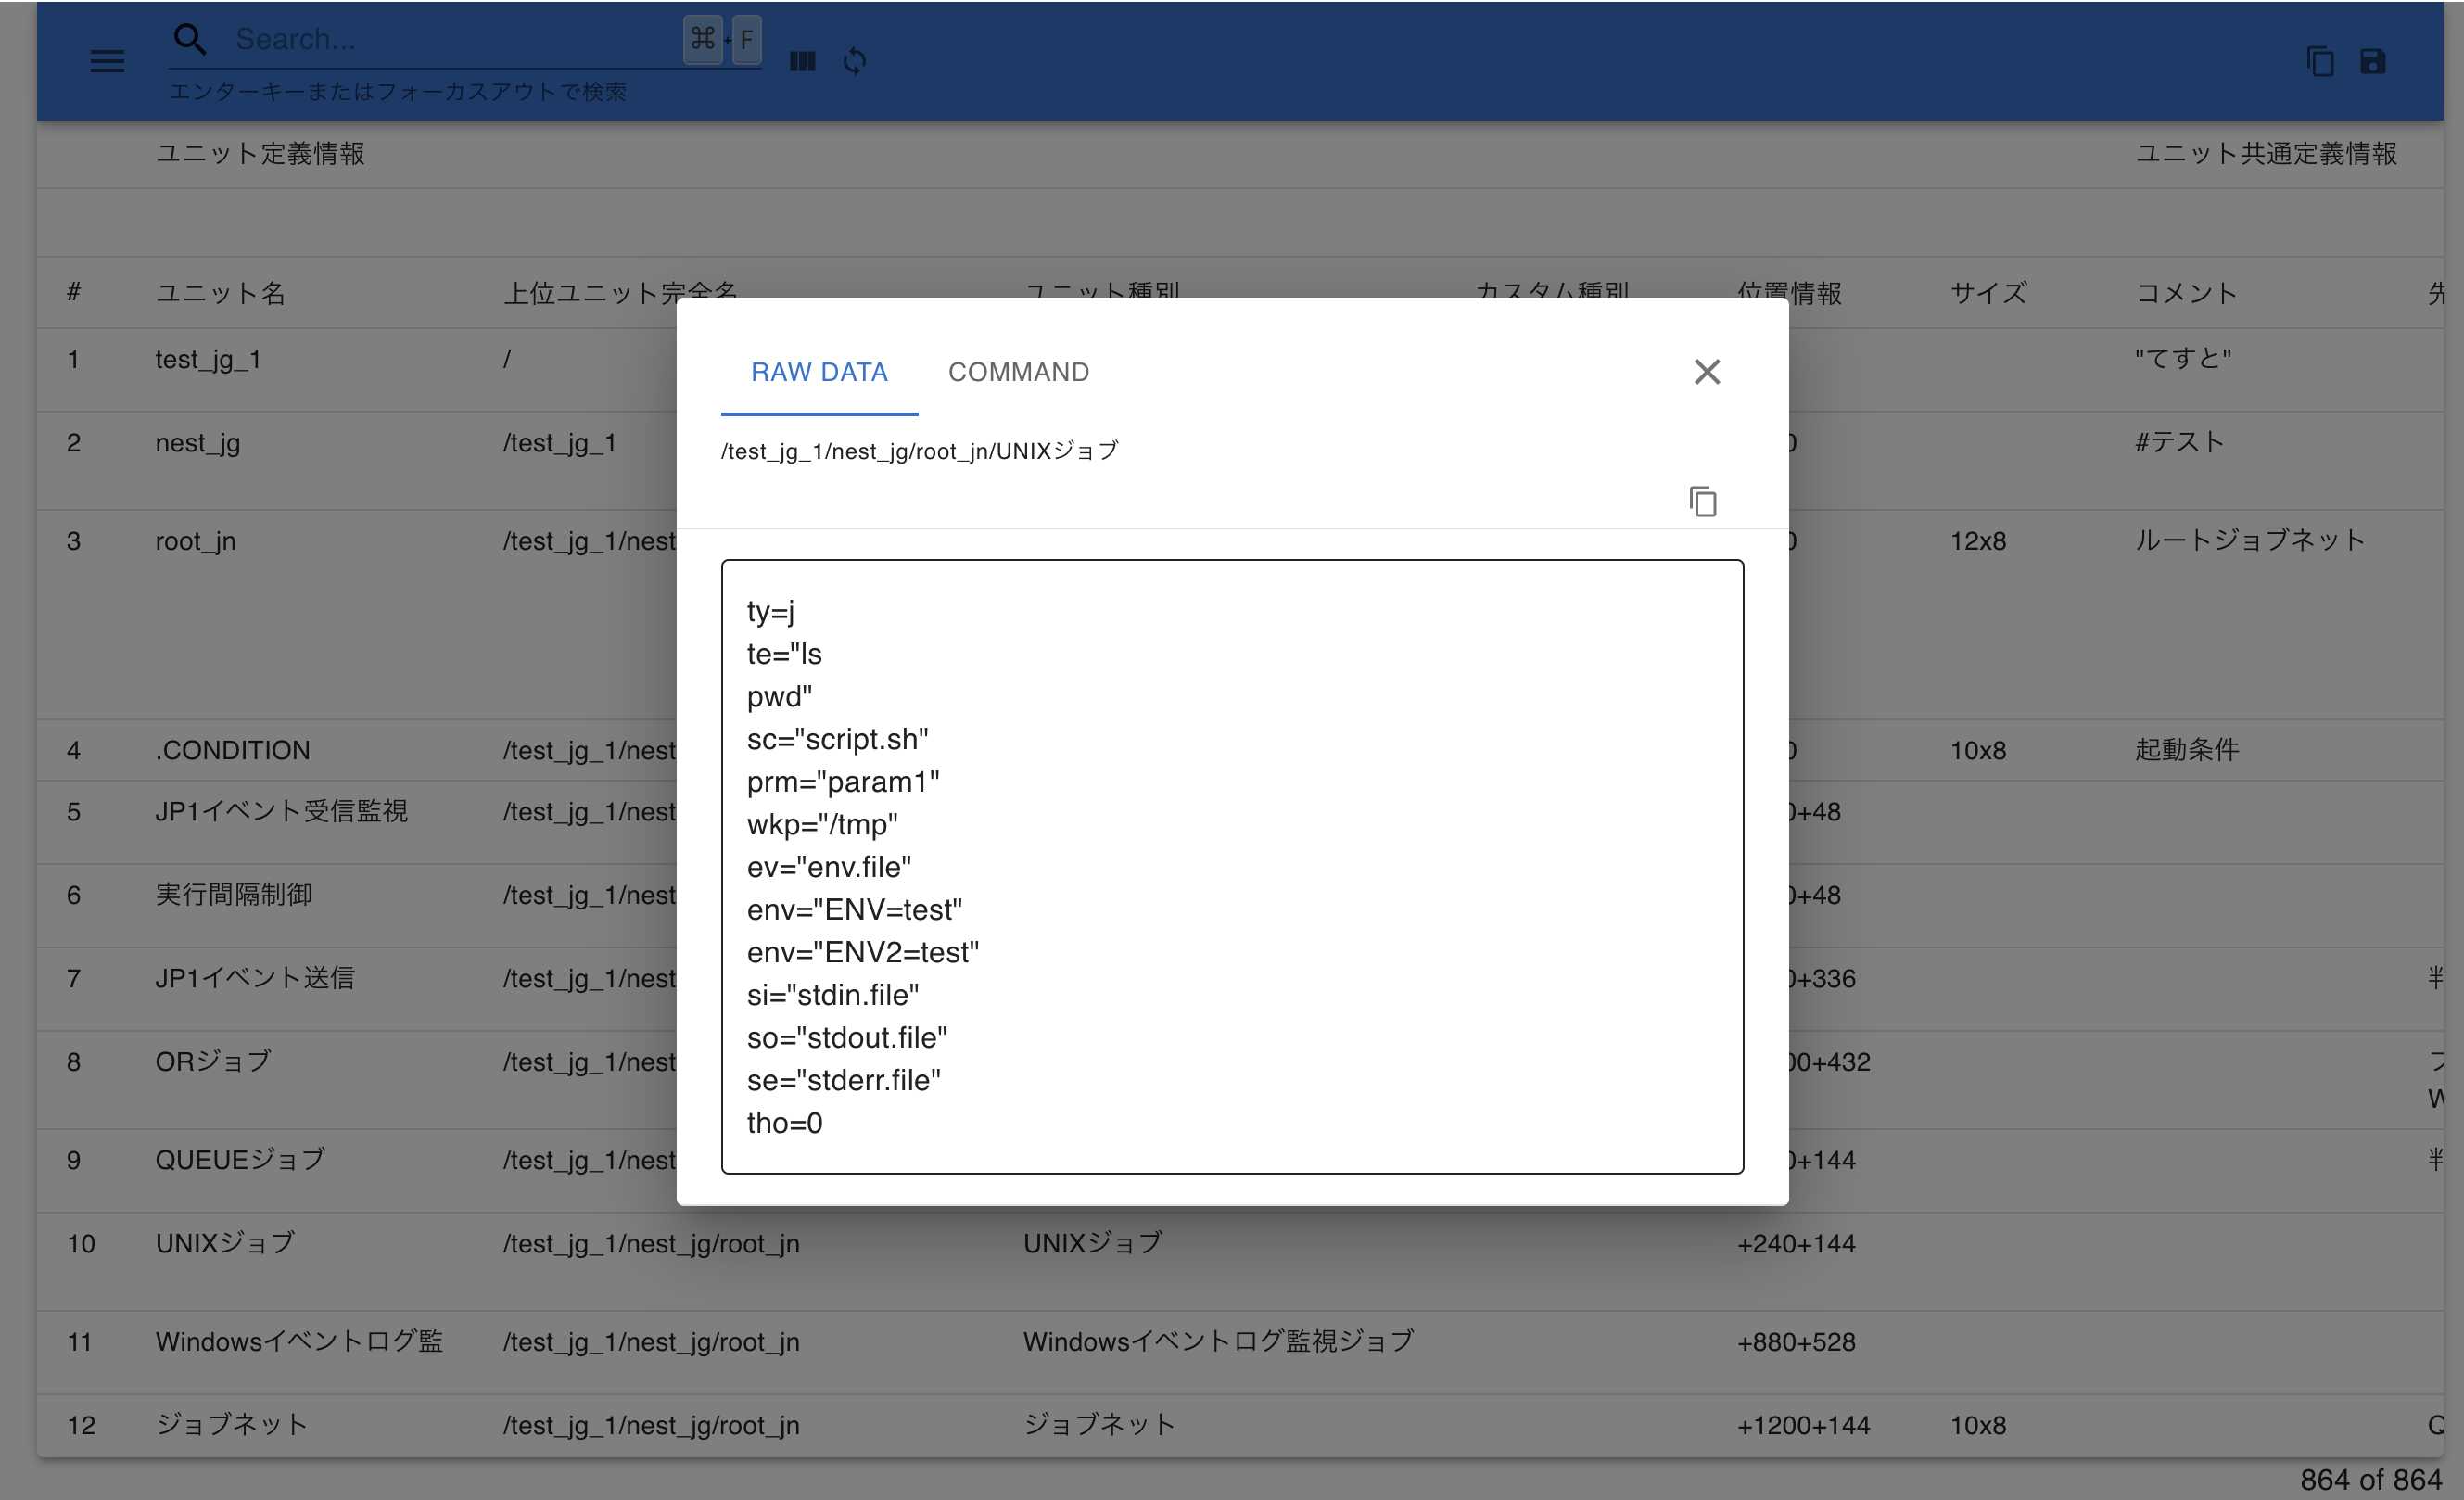 Search...
⌘+F
エンターキーまたはフォーカスアウトで検索
ユニット定義情報 ユニット共通定義情報
# ユニット名 上位ユニット完全名 ユニット種別 カスタム種別 位置情報 サイズ コメント 先
1 test_jg_1 / "てすと"
2 nest_jg /test_jg_1 #テスト
3 root_jn /test_jg_1/nest 12x8 ルートジョブネット
4 .CONDITION /test_jg_1/nest 10x8 起動条件
5 JP1イベント受信監視 /test_jg_1/nest +48
6 実行間隔制御 /test_jg_1/nest +48
7 JP1イベント送信 /test_jg_1/nest +336
8 ORジョブ /test_jg_1/nest 00+432
9 QUEUEジョブ /test_jg_1/nest +144
10 UNIXジョブ /test_jg_1/nest_jg/root_jn UNIXジョブ +240+144
11 Windowsイベントログ監 /test_jg_1/nest_jg/root_jn Windowsイベントログ監視ジョブ +880+528
12 ジョブネット /test_jg_1/nest_jg/root_jn ジョブネット +1200+144 10x8
864 of 864
RAW DATA COMMAND
/test_jg_1/nest_jg/root_jn/UNIXジョブ
ty=j
te="ls
pwd"
sc="script.sh"
prm="param1"
wkp="/tmp"
ev="env.file"
env="ENV=test"
env="ENV2=test"
si="stdin.file"
so="stdout.file"
se="stderr.file"
tho=0